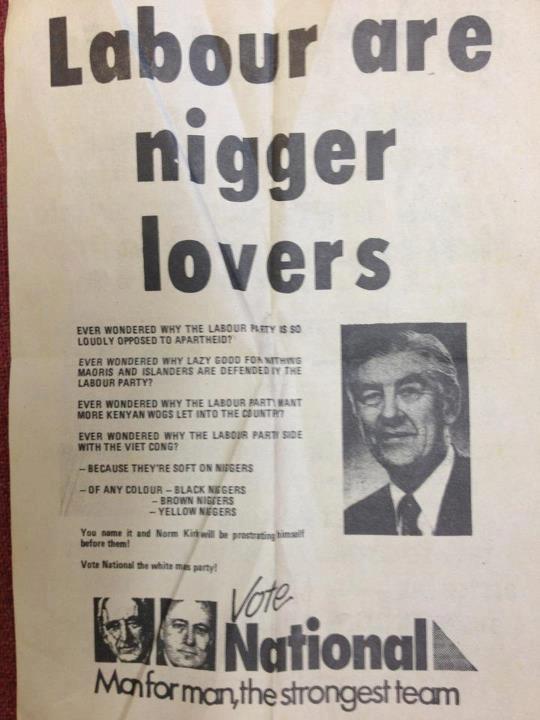 Labour are
nigger
lovers
EVER WONDERED WHY THE LABOUR PARTY IS SO
LOUDLY OPPOSED TO APARTHEID?
EVER WONDERED WHY LAZY GOOD FOR NOTHING
MAORIS AND ISLANDERS ARE DEFENDED BY THE
LABOUR PARTY?
EVER WONDERED WHY THE LABOUR PARTY WANT
MORE KENYAN WOGS LET INTO THE COUNTRY?
EVER WONDERED WHY THE LABOUR PARTY SIDE
WITH THE VIET CONG?
– BECAUSE THEY'RE SOFT ON NIGGERS
– OF ANY COLOUR – BLACK NIGGERS
– BROWN NIGGERS
– YELLOW NIGGERS
You name it and Norm Kirk will be prostrating himself
before them!
Vote National the white mans party!
Vote
National
Man for man, the strongest team